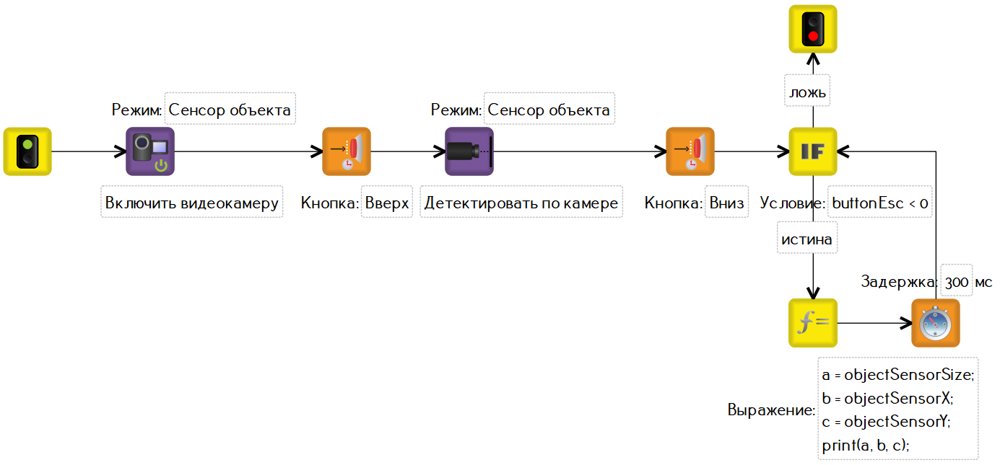 ложь
Режим: Сенсор объекта
Режим: Сенсор объекта
IF
Включить видеокамеру
Кнопка: Вверх
Детектировать по камере
Кнопка: Вниз
Условие: buttonEsc < 0
истина
Задержка: 300 мс
f=
Выражение:
a = objectSensorSize;
b = objectSensorX;
c = objectSensorY;
print(a, b, c);